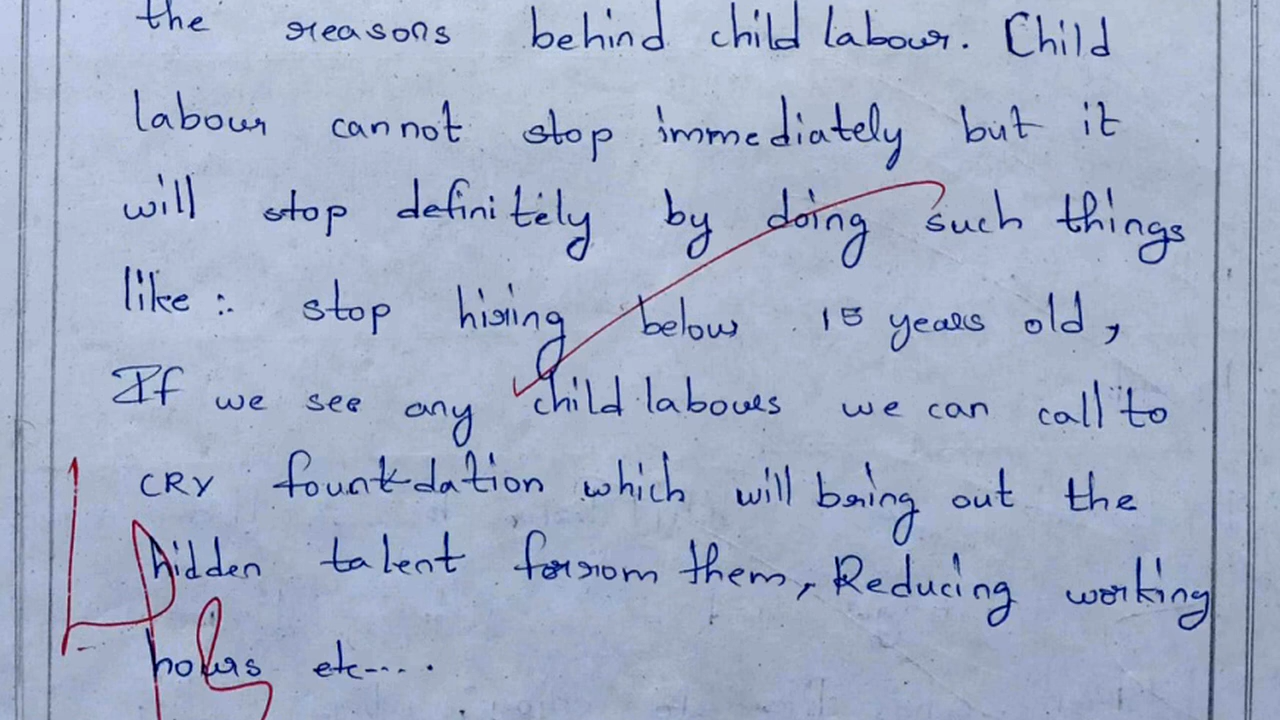 the reasons behind child labour. Child
labour cannot stop immediately but it
will stop definitely by doing such things
like :- stop hiring below 15 years old,
If we see any child labours we can call to
CRY foundation which will bring out the
hidden talent from them, Reducing working
hours etc....